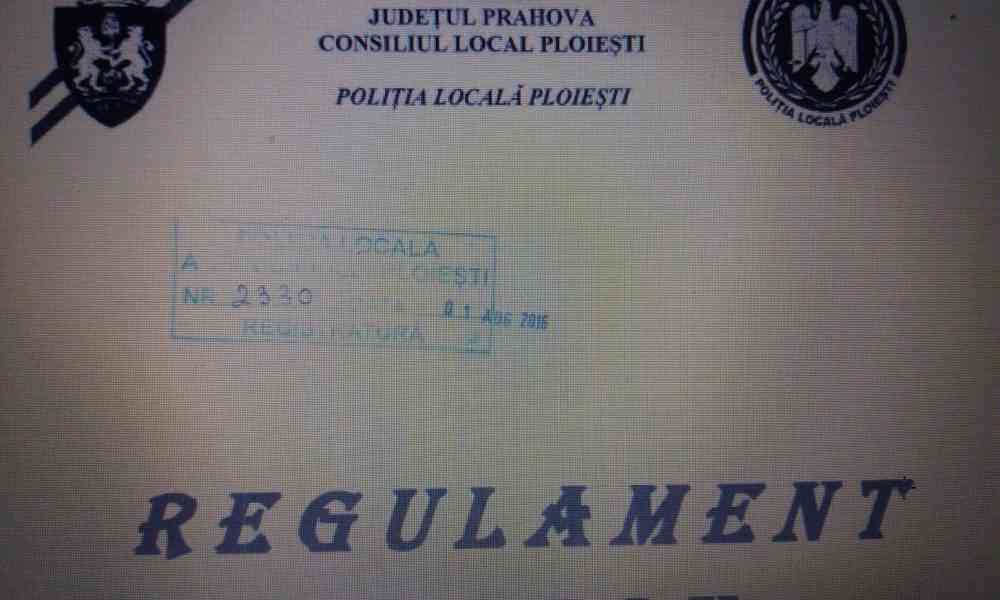 JUDEȚUL PRAHOVA
CONSILIUL LOCAL PLOIEȘTI
POLIȚIA LOCALĂ PLOIEȘTI
POLIȚIA LOCALĂ PLOIEȘTI
LOCALA
A PLOIEȘTI
NR 2330 01 AUG 2016
REGISTRATURĂ
REGULAMENT